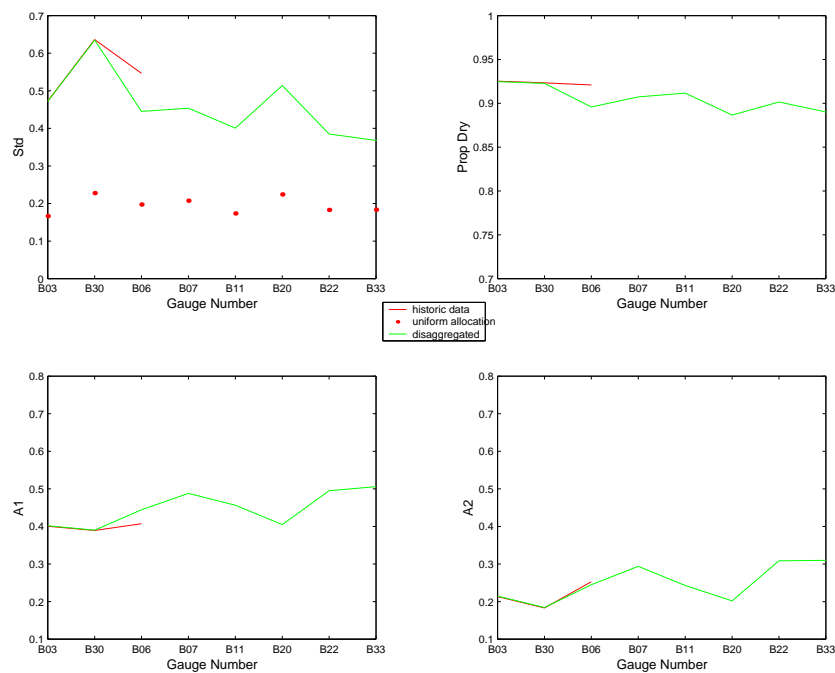 0.7
0.6
0.5
0.4
0.3
0.2
0.1
0
Std
B03 B30 B06 B07 B11 B20 B22 B33
Gauge Number
1
0.95
0.9
0.85
0.8
0.75
0.7
Prop Dry
B03 B30 B06 B07 B11 B20 B22 B33
Gauge Number
historic data
uniform allocation
disaggregated
0.8
0.7
0.6
0.5
0.4
0.3
0.2
0.1
A1
B03 B30 B06 B07 B11 B20 B22 B33
Gauge Number
0.8
0.7
0.6
0.5
0.4
0.3
0.2
0.1
A2
B03 B30 B06 B07 B11 B20 B22 B33
Gauge Number